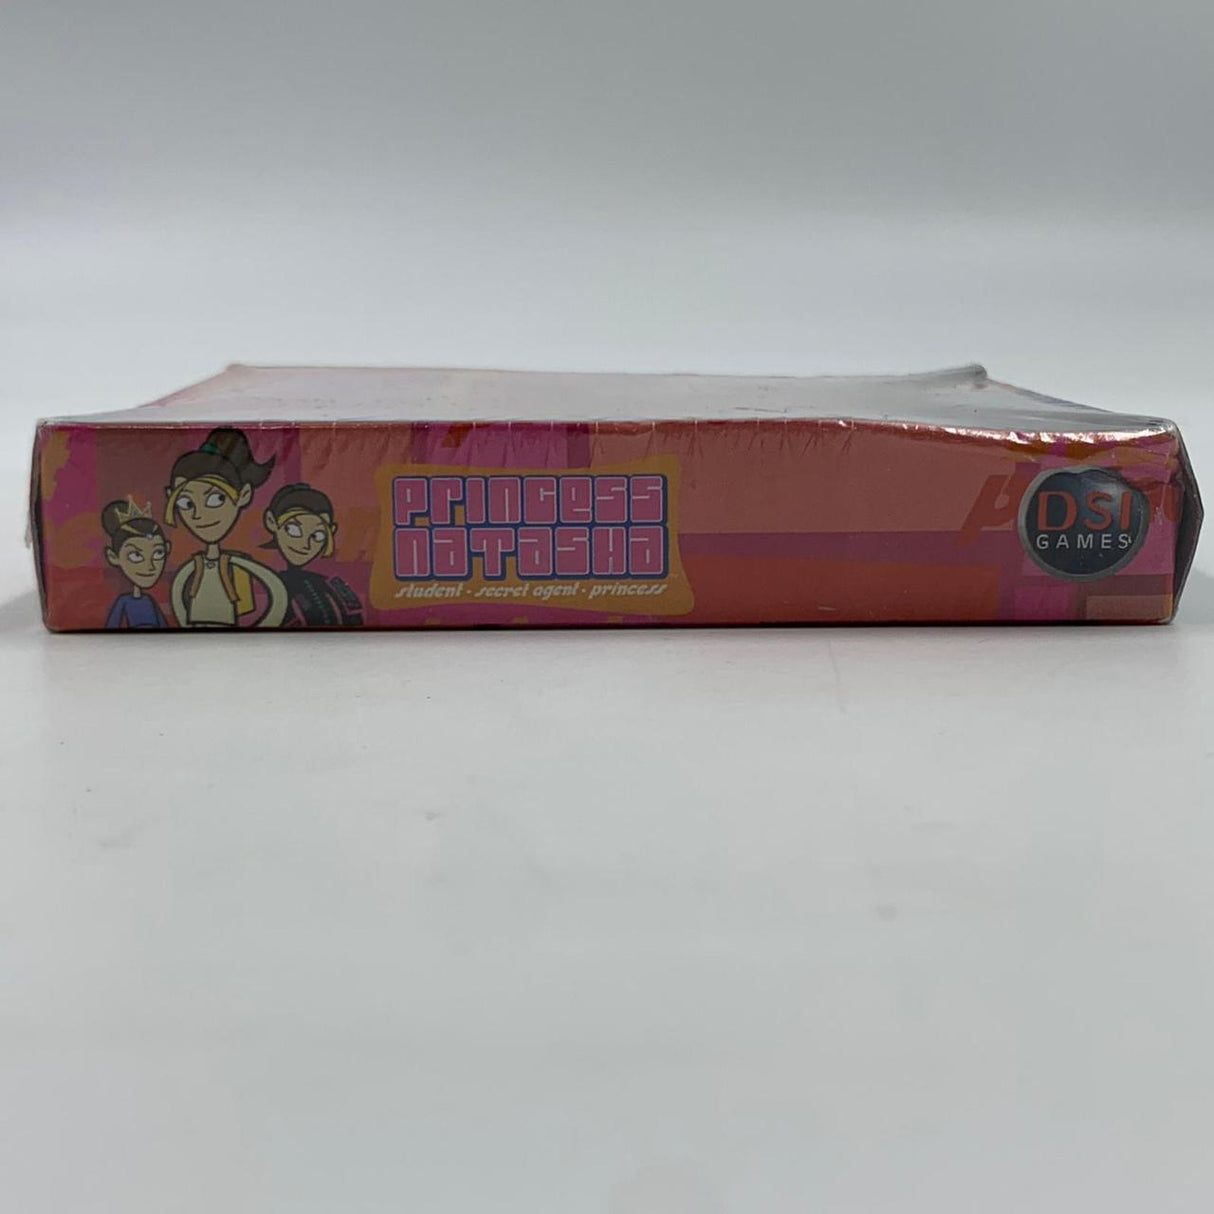 PRINCESS
NATASHA
student · secret agent · princess
DSI
GAMES